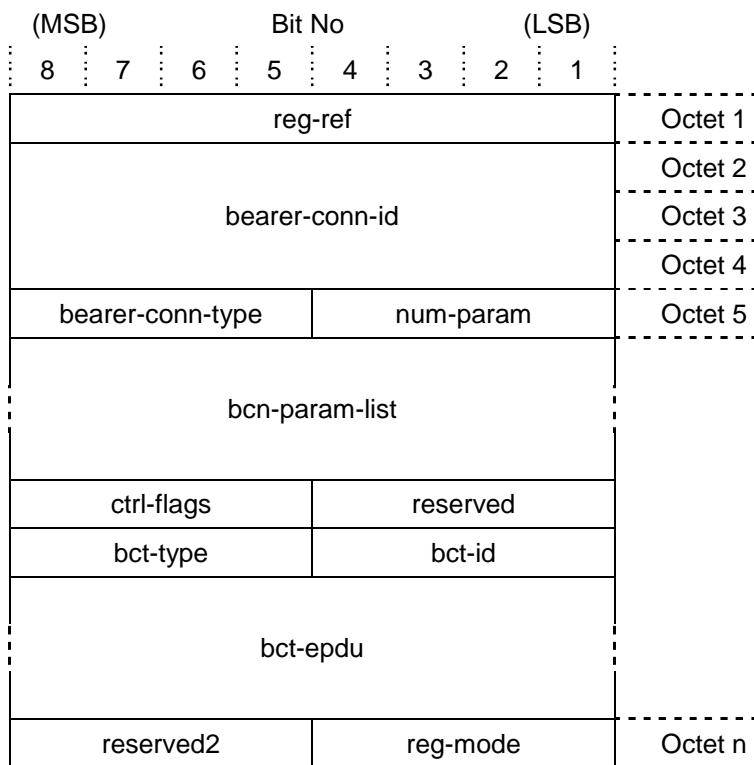 (MSB) Bit No (LSB)
8 7 6 5 4 3 2 1
reg-ref Octet 1
Octet 2
bearer-conn-id Octet 3
Octet 4
bearer-conn-type num-param Octet 5
bcn-param-list
ctrl-flags reserved
bct-type bct-id
bct-epdu
reserved2 reg-mode Octet n